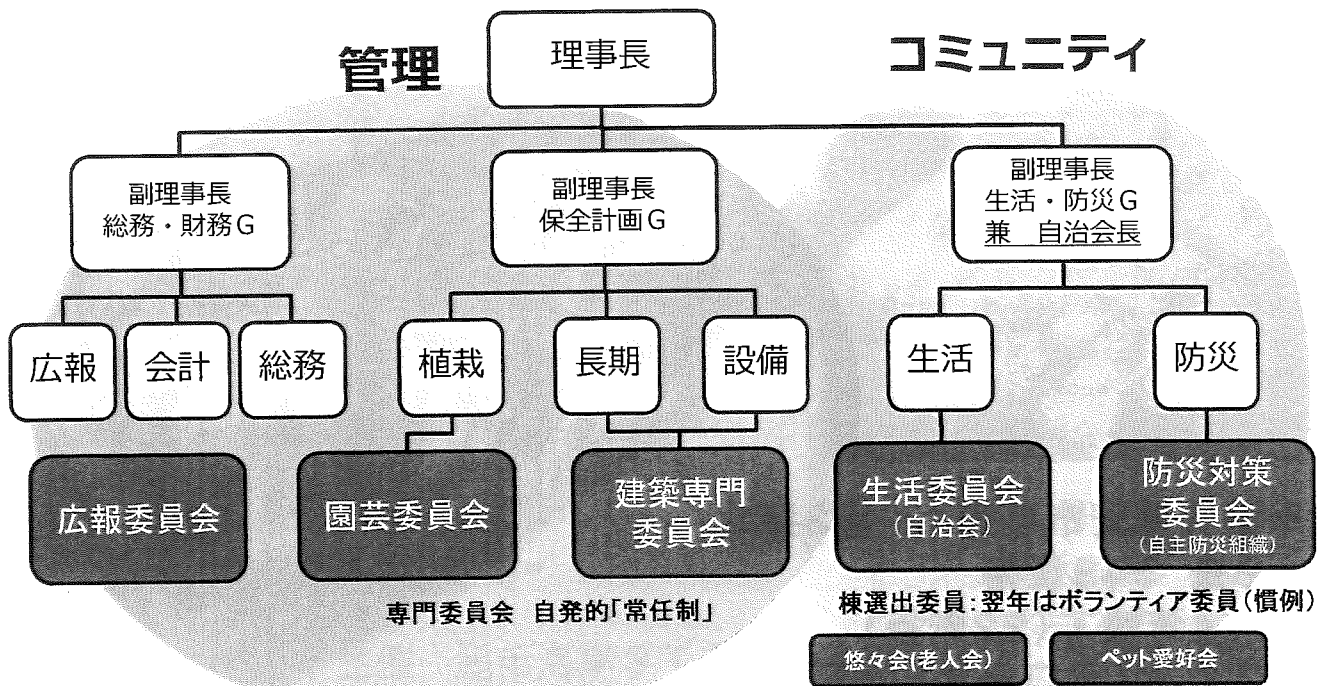 管理
理事長
コミュニティ
副理事長
総務・財務G
副理事長
保全計画G
副理事長
生活・防災G
兼 自治会長
広報
会計
総務
植栽
長期
設備
生活
防災
広報委員会
園芸委員会
建築専門
委員会
生活委員会
(自治会)
防災対策
委員会
(自主防災組織)
専門委員会 自発的「常任制」
棟選出委員:翌年はボランティア委員(慣例)
悠々会(老人会)
ペット愛好会